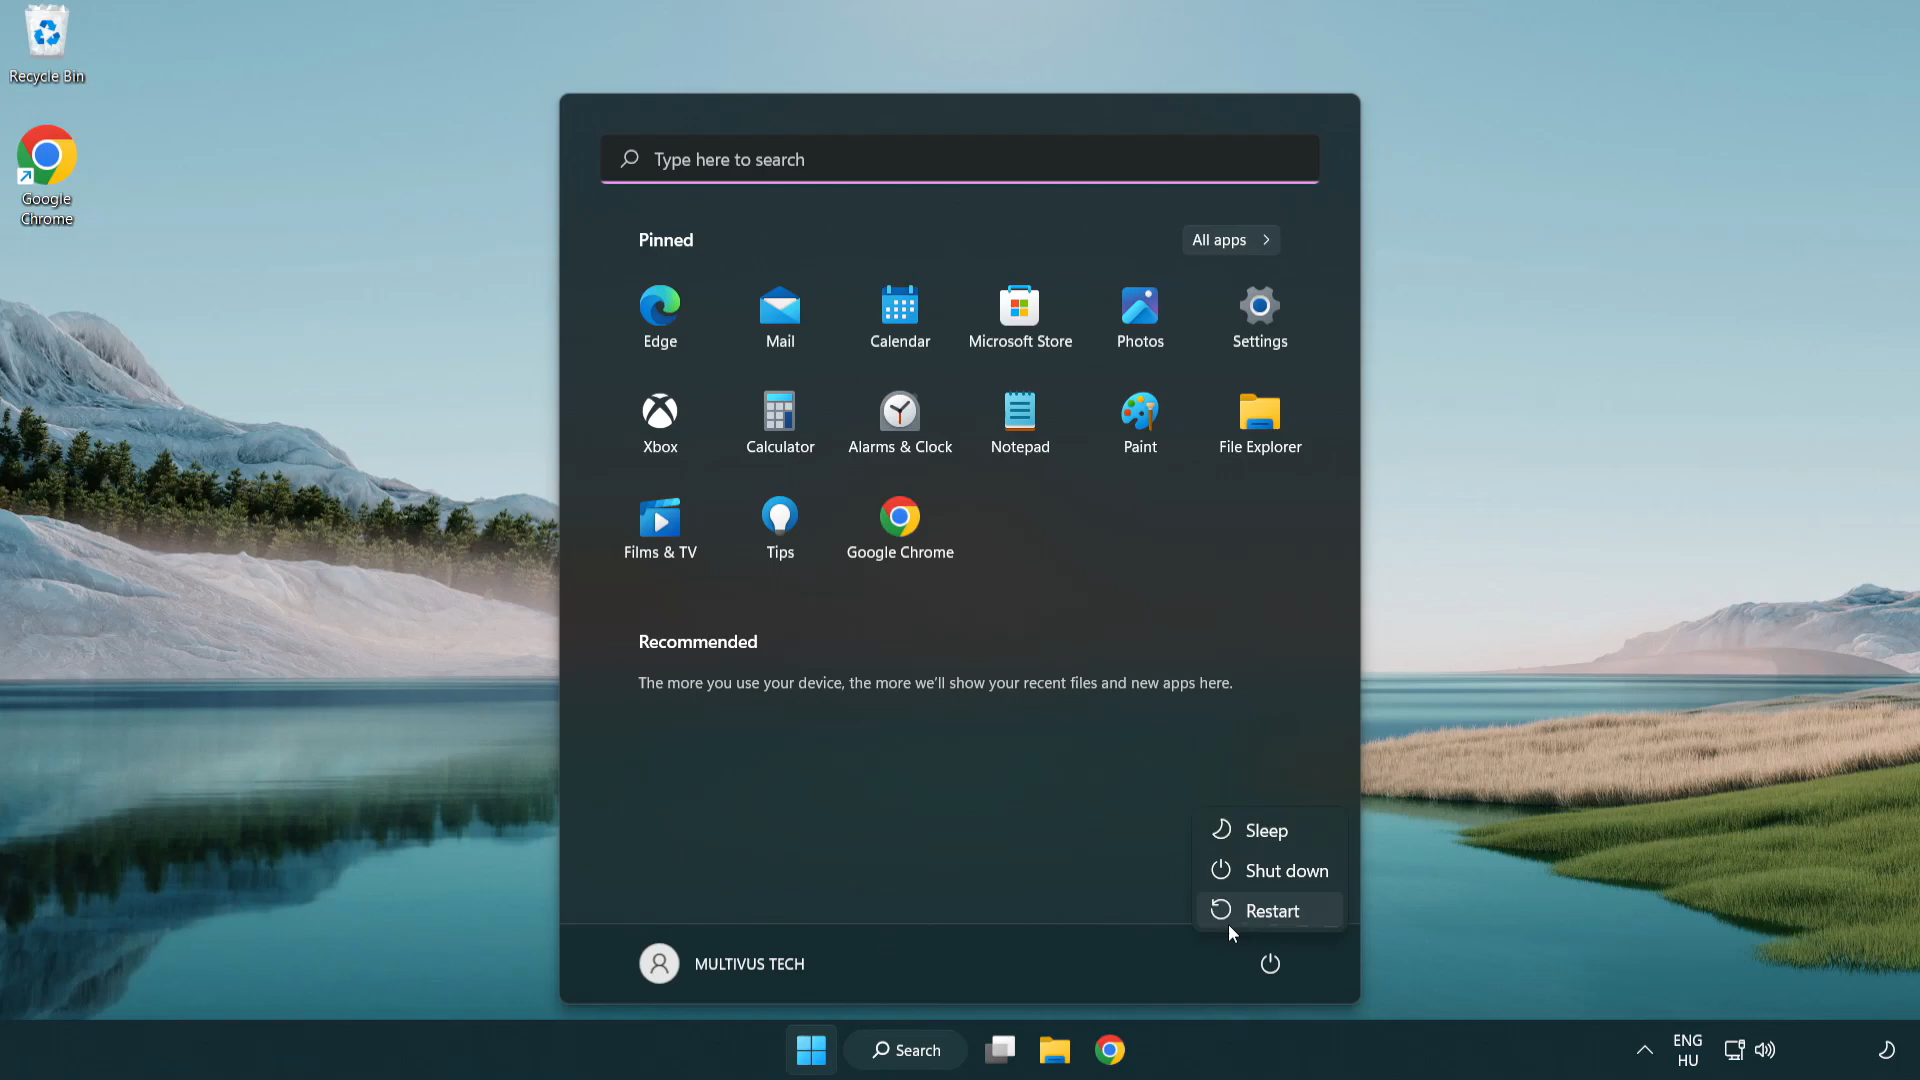 Recycle Bin
Google
Chrome
Type here to search
Pinned
All apps
Edge
Mail
Calendar
Microsoft Store
Photos
Settings
Xbox
Calculator
Alarms & Clock
Notepad
Paint
File Explorer
Films & TV
Tips
Google Chrome
Recommended
The more you use your device, the more we'll show your recent files and new apps here.
Sleep
Shut down
Restart
MULTIVUS TECH
Search
ENG
HU